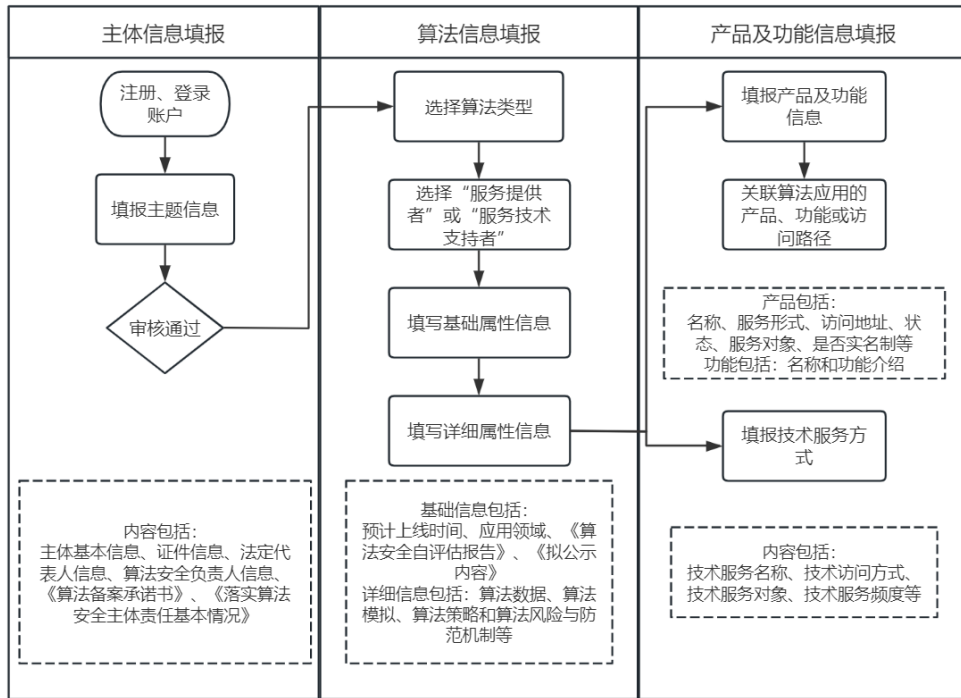 主体信息填报
注册、登录
账户
填报主题信息
审核通过
内容包括：
主体基本信息、证件信息、法定代
表人信息、算法安全负责人信息、
《算法备案承诺书》、《落实算法
安全主体责任基本情况》
算法信息填报
选择算法类型
选择“服务提供
者”或“服务技术
支持者”
填写基础属性信息
填写详细属性信息
基础信息包括：
预计上线时间、应用领域、《算
法安全自评估报告》、《拟公示
内容》
详细信息包括：算法数据、算法
模拟、算法策略和算法风险与防
范机制等
产品及功能信息填报
填报产品及功能
信息
关联算法应用的
产品、功能或访
问路径
产品包括：
名称、服务形式、访问地址、状
态、服务对象、是否实名制等
功能包括：名称和功能介绍
填报技术服务方
式
内容包括：
技术服务名称、技术访问方式、
技术服务对象、技术服务频度等